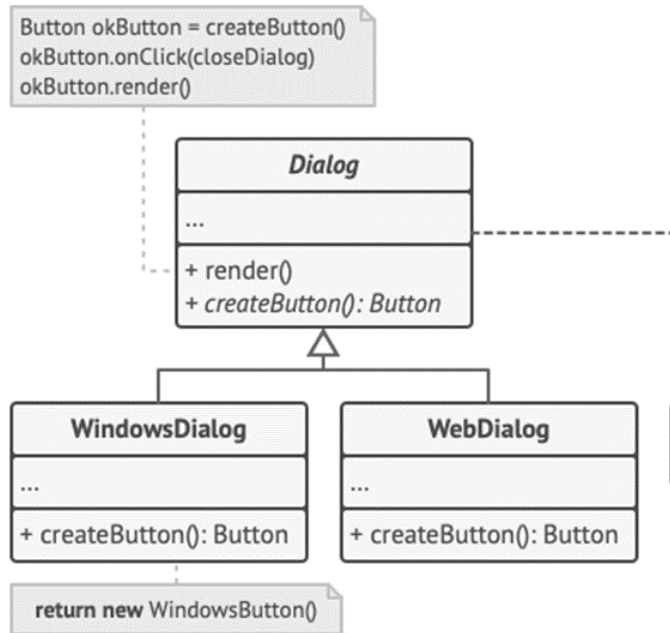 Button okButton = createButton()
okButton.onClick(closeDialog)
okButton.render()
Dialog
...
+ render()
+ createButton(): Button
WindowsDialog
...
+ createButton(): Button
WebDialog
...
+ createButton(): Button
return new WindowsButton()